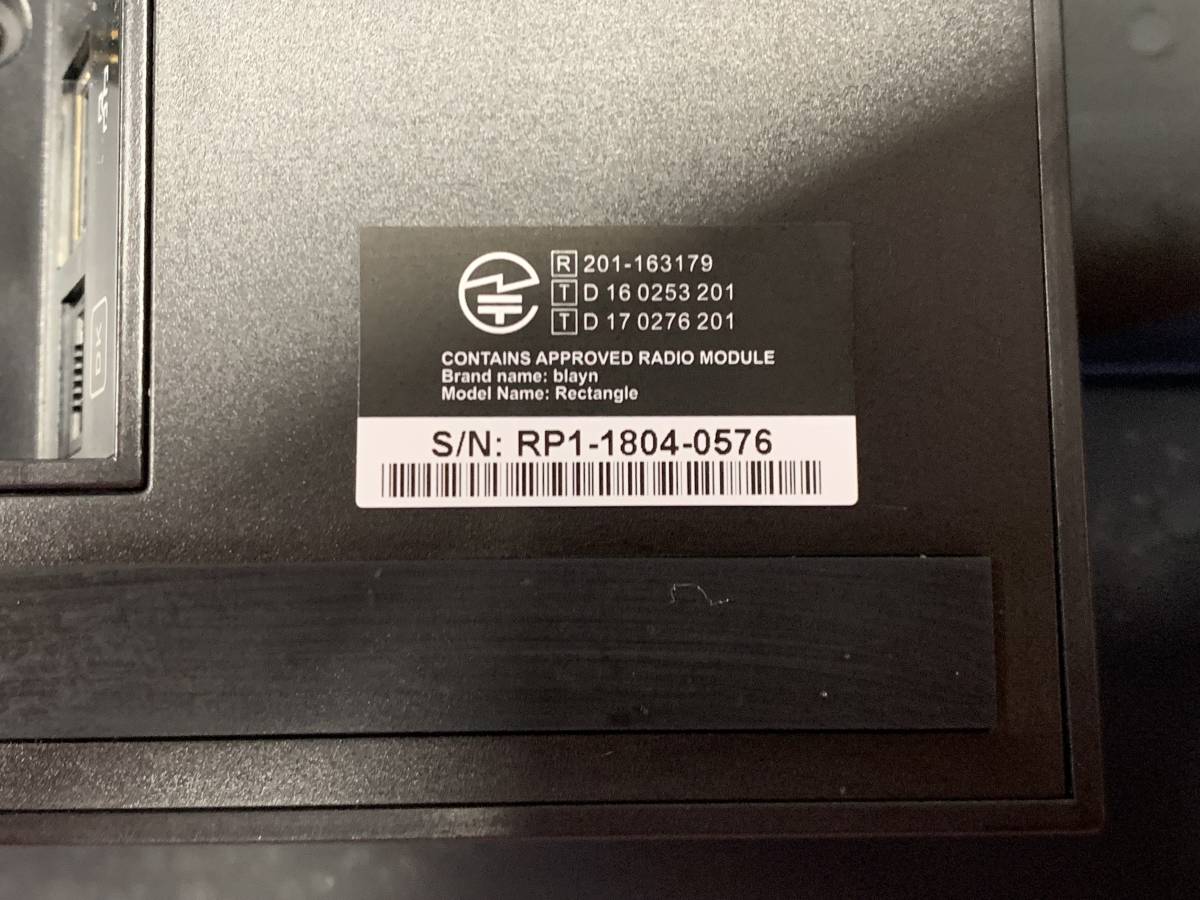 R 201-163179
T D 16 0253 201
T D 17 0276 201
CONTAINS APPROVED RADIO MODULE
Brand name: blayn
Model Name: Rectangle
S/N: RP1-1804-0576
4K